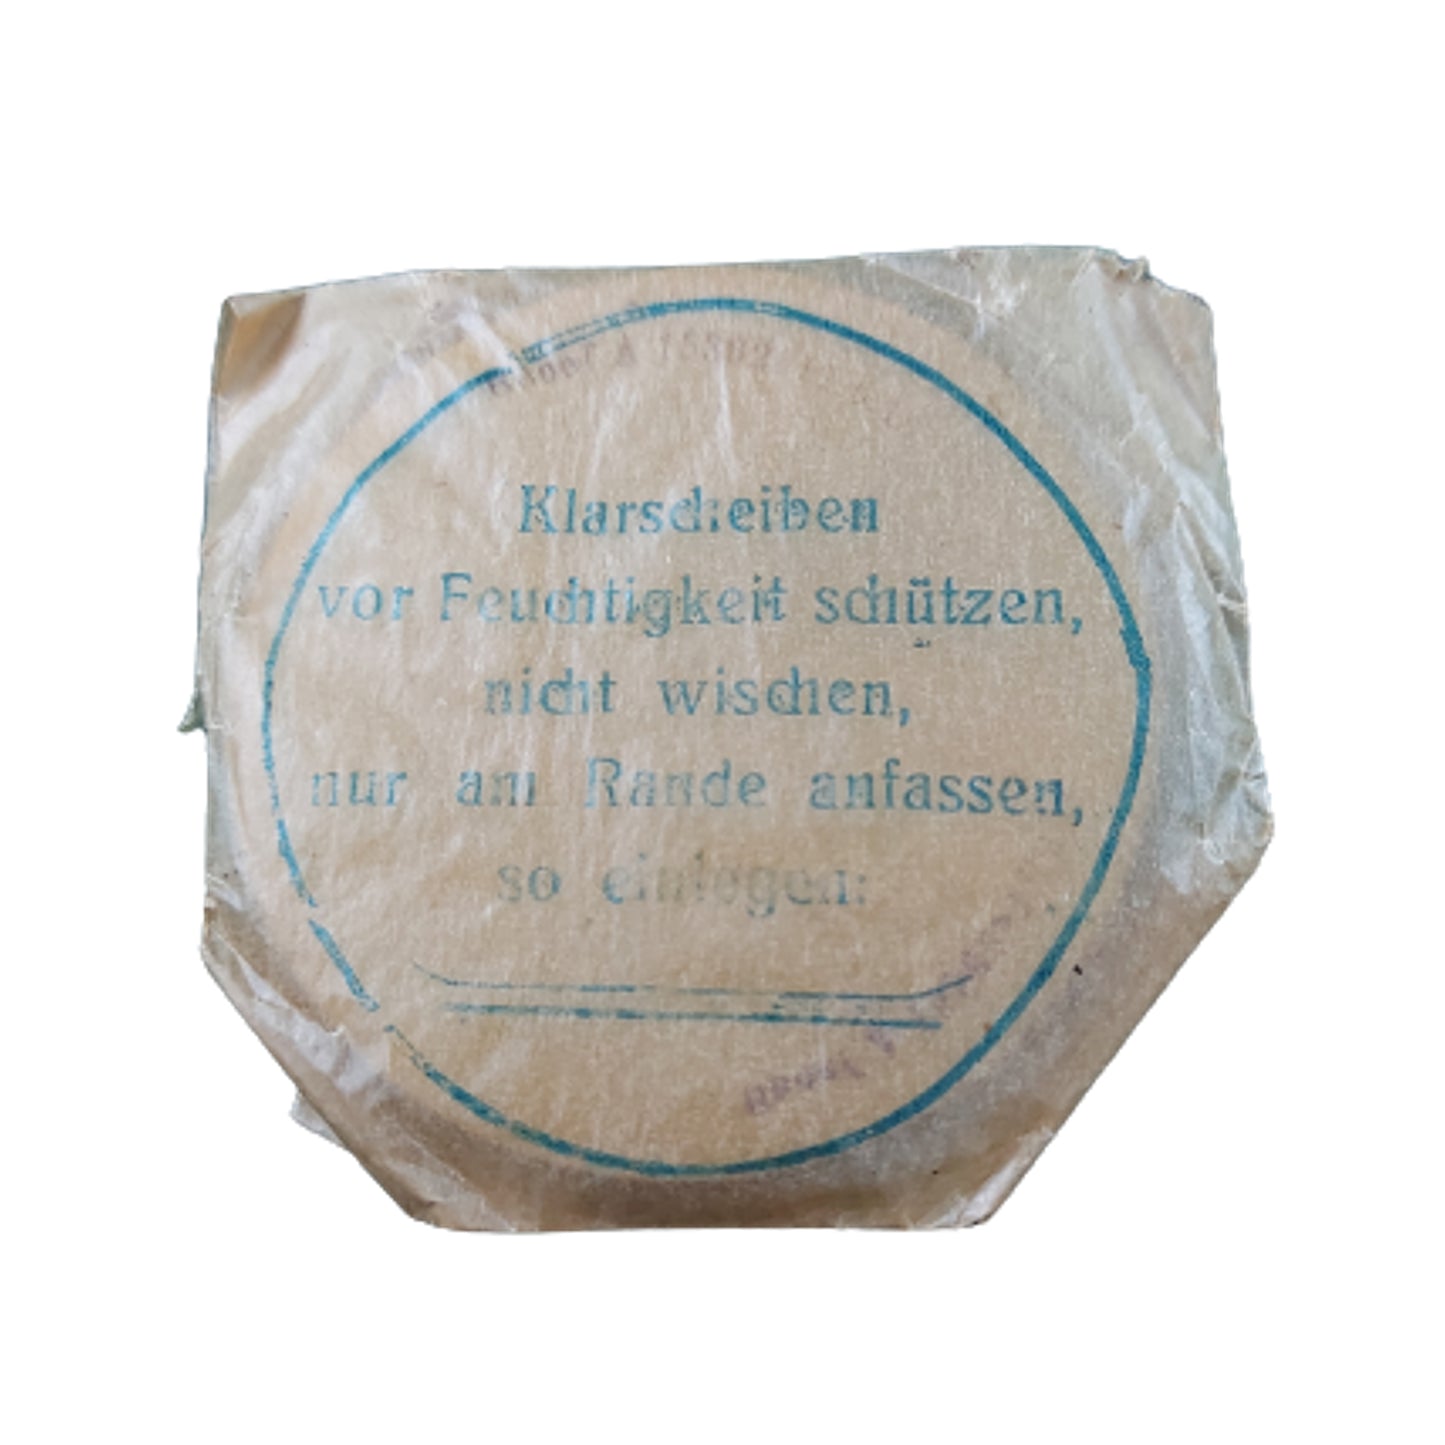 Klarscheiben
vor Feuchtigkeit schützen,
nicht wischen,
nur am Rande anfassen,
so einlegen: